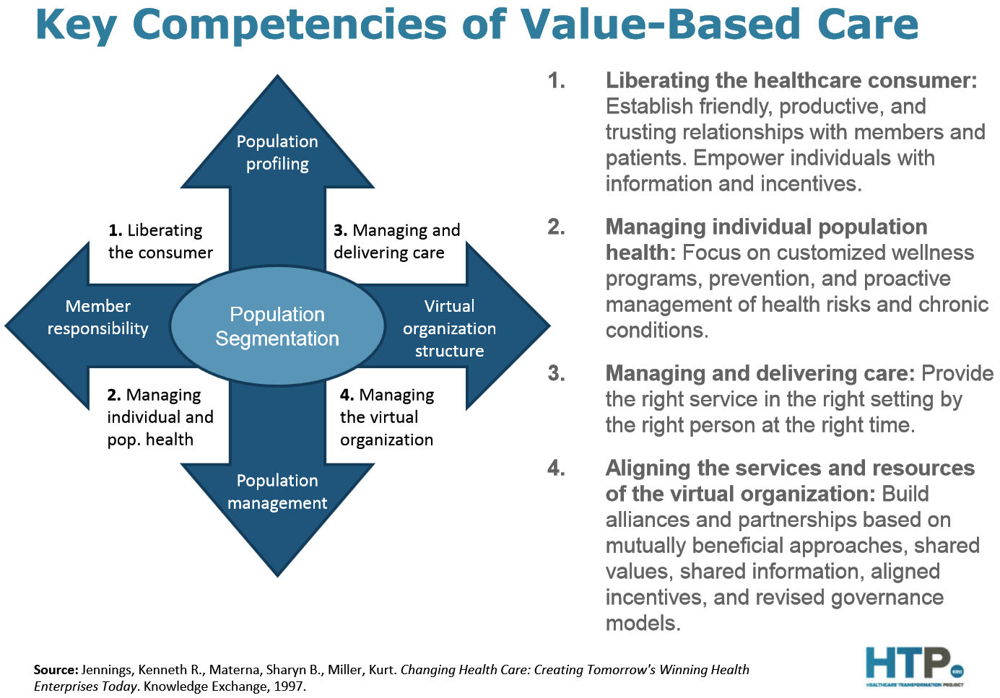 Key Competencies of Value-Based Care
Population
profiling
1. Liberating
the consumer
3. Managing and
delivering care
Member
responsibility
Population
Segmentation
Virtual
organization
structure
2. Managing
individual and
pop. health
4. Managing
the virtual
organization
Population
management
1. Liberating the healthcare consumer:
Establish friendly, productive, and
trusting relationships with members and
patients. Empower individuals with
information and incentives.
2. Managing individual population
health: Focus on customized wellness
programs, prevention, and proactive
management of health risks and chronic
conditions.
3. Managing and delivering care: Provide
the right service in the right setting by
the right person at the right time.
4. Aligning the services and resources
of the virtual organization: Build
alliances and partnerships based on
mutually beneficial approaches, shared
values, shared information, aligned
incentives, and revised governance
models.
Source: Jennings, Kenneth R., Materna, Sharyn B., Miller, Kurt. Changing Health Care: Creating Tomorrow's Winning Health
Enterprises Today. Knowledge Exchange, 1997.
HTP
HEALTHCARE TRANSFORMATION PROJECT